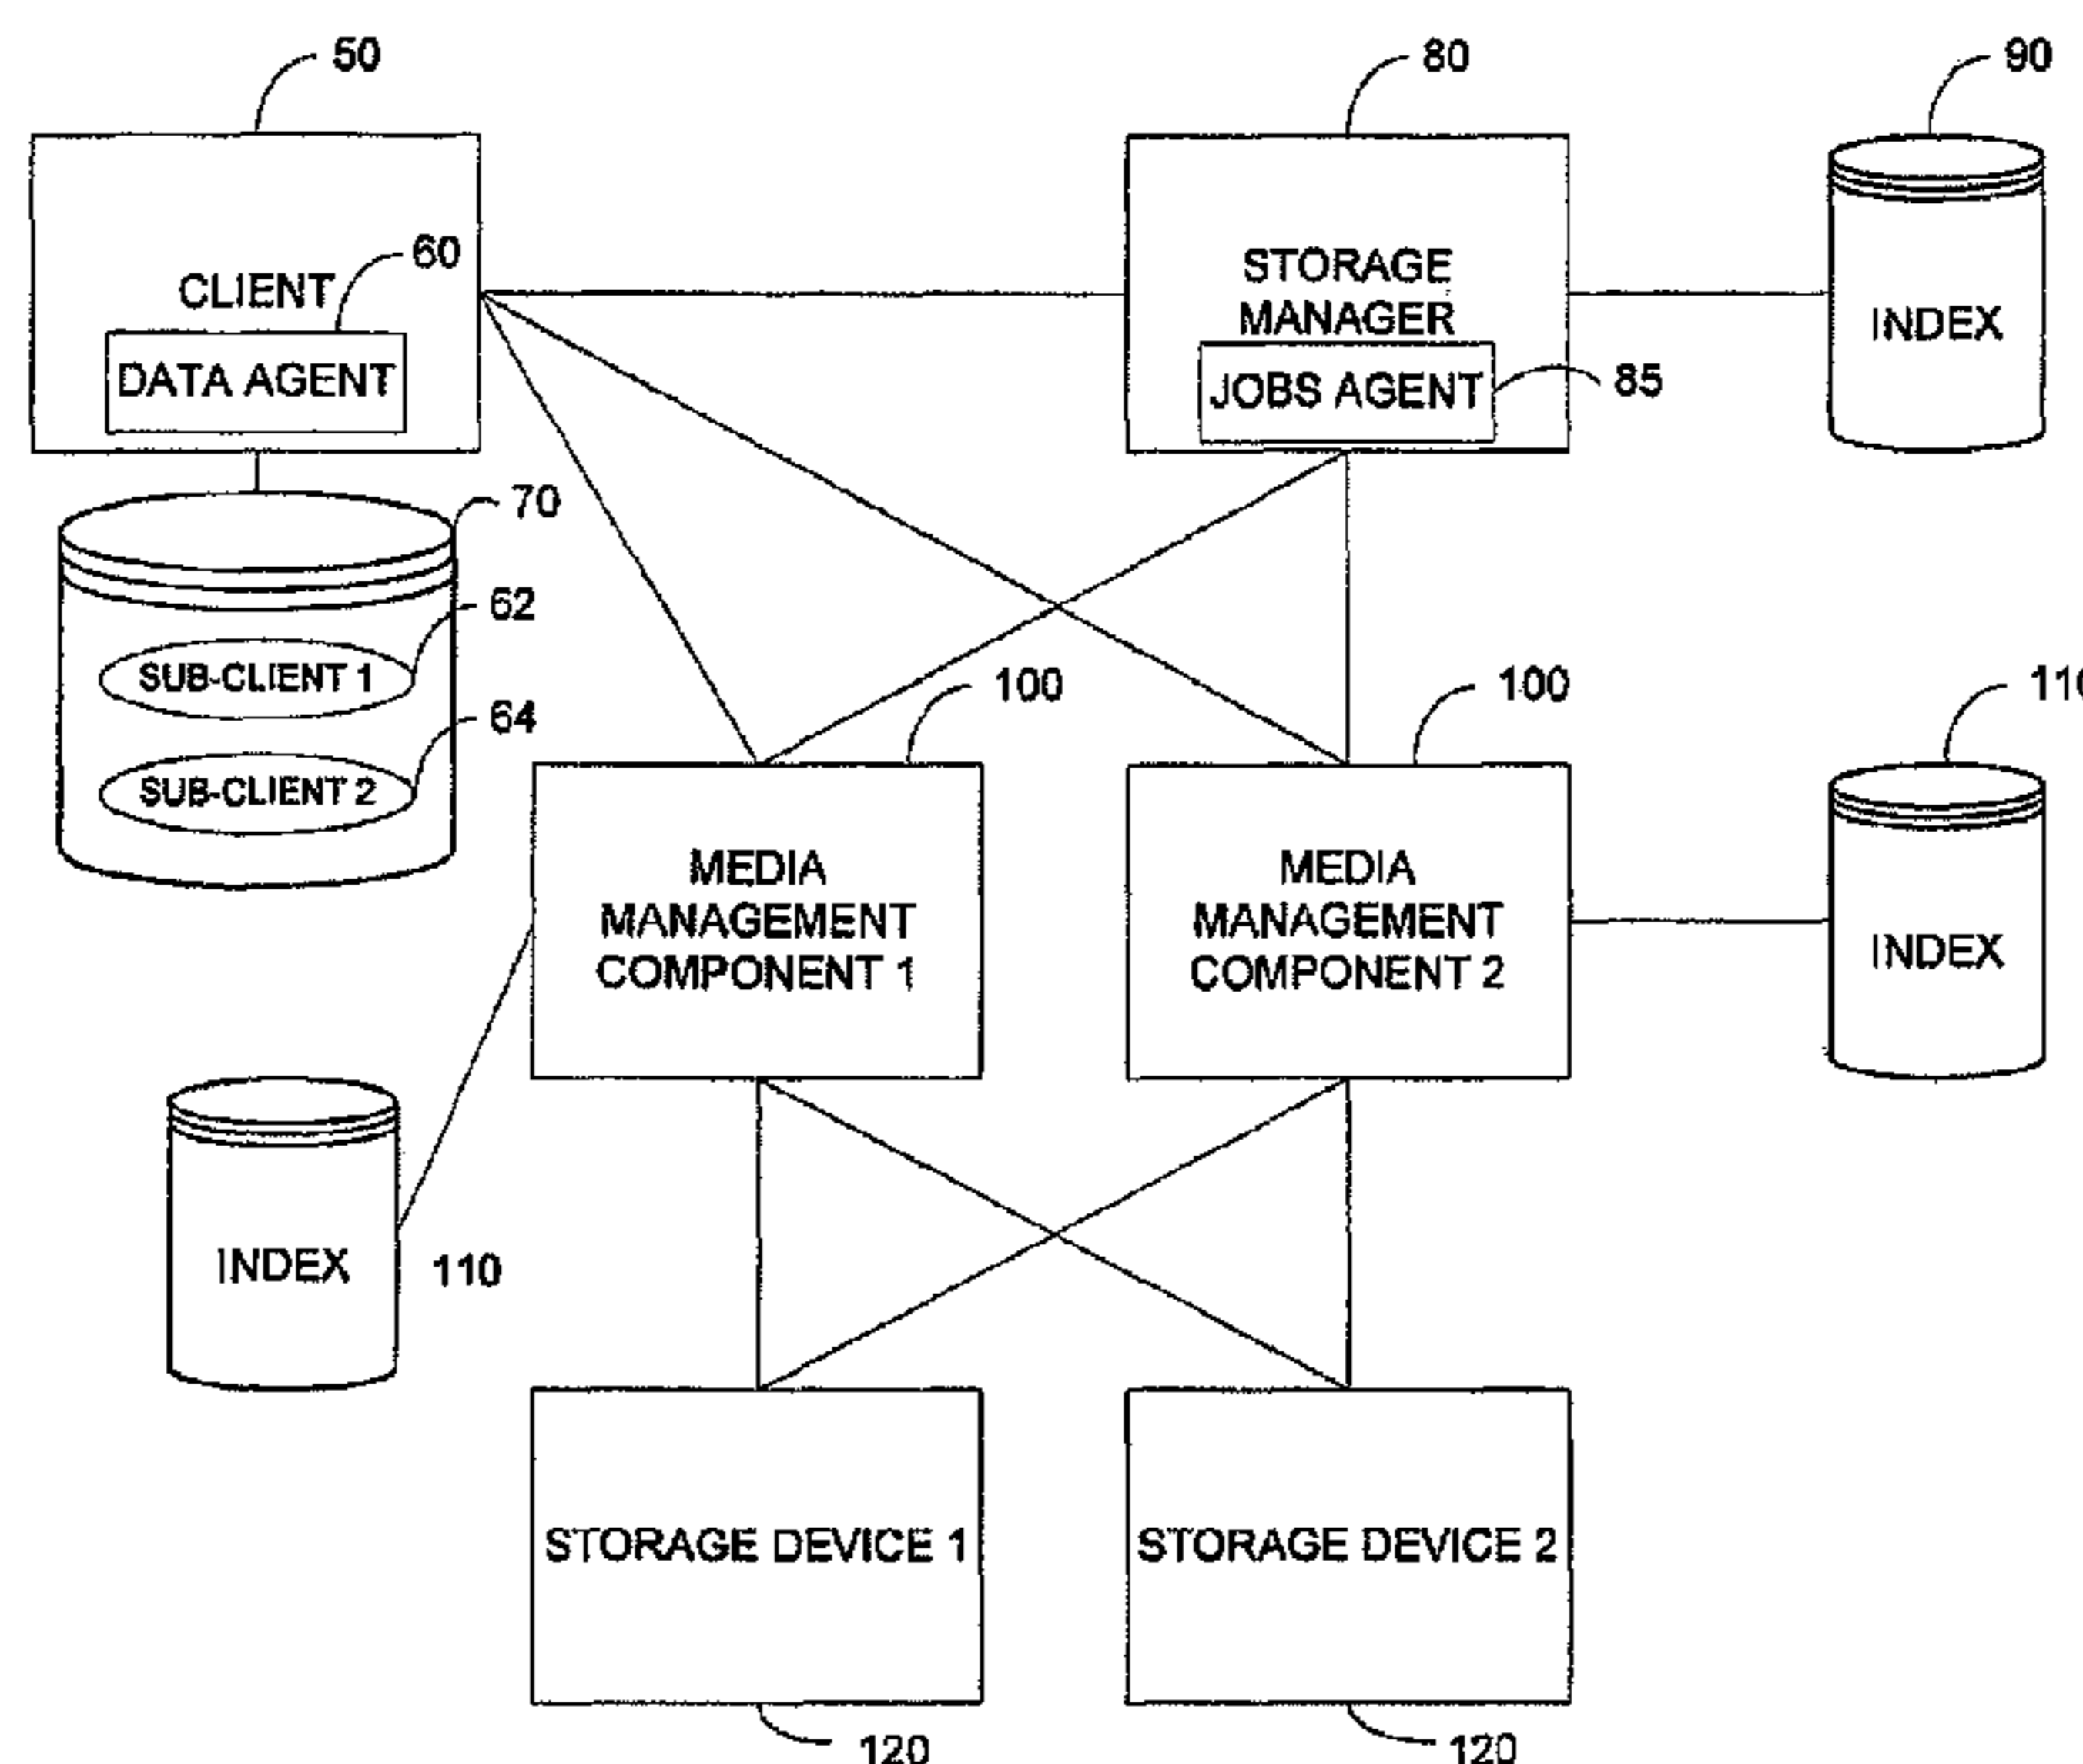 50
80
90
CLIENT
60
DATA AGENT
STORAGE
MANAGER
JOBS AGENT
85
INDEX
70
62
SUB-CLIENT 1
64
SUB-CLIENT 2
100
100
110
MEDIA
MANAGEMENT
COMPONENT 1
MEDIA
MANAGEMENT
COMPONENT 2
INDEX
INDEX
110
STORAGE DEVICE 1
STORAGE DEVICE 2
120
120